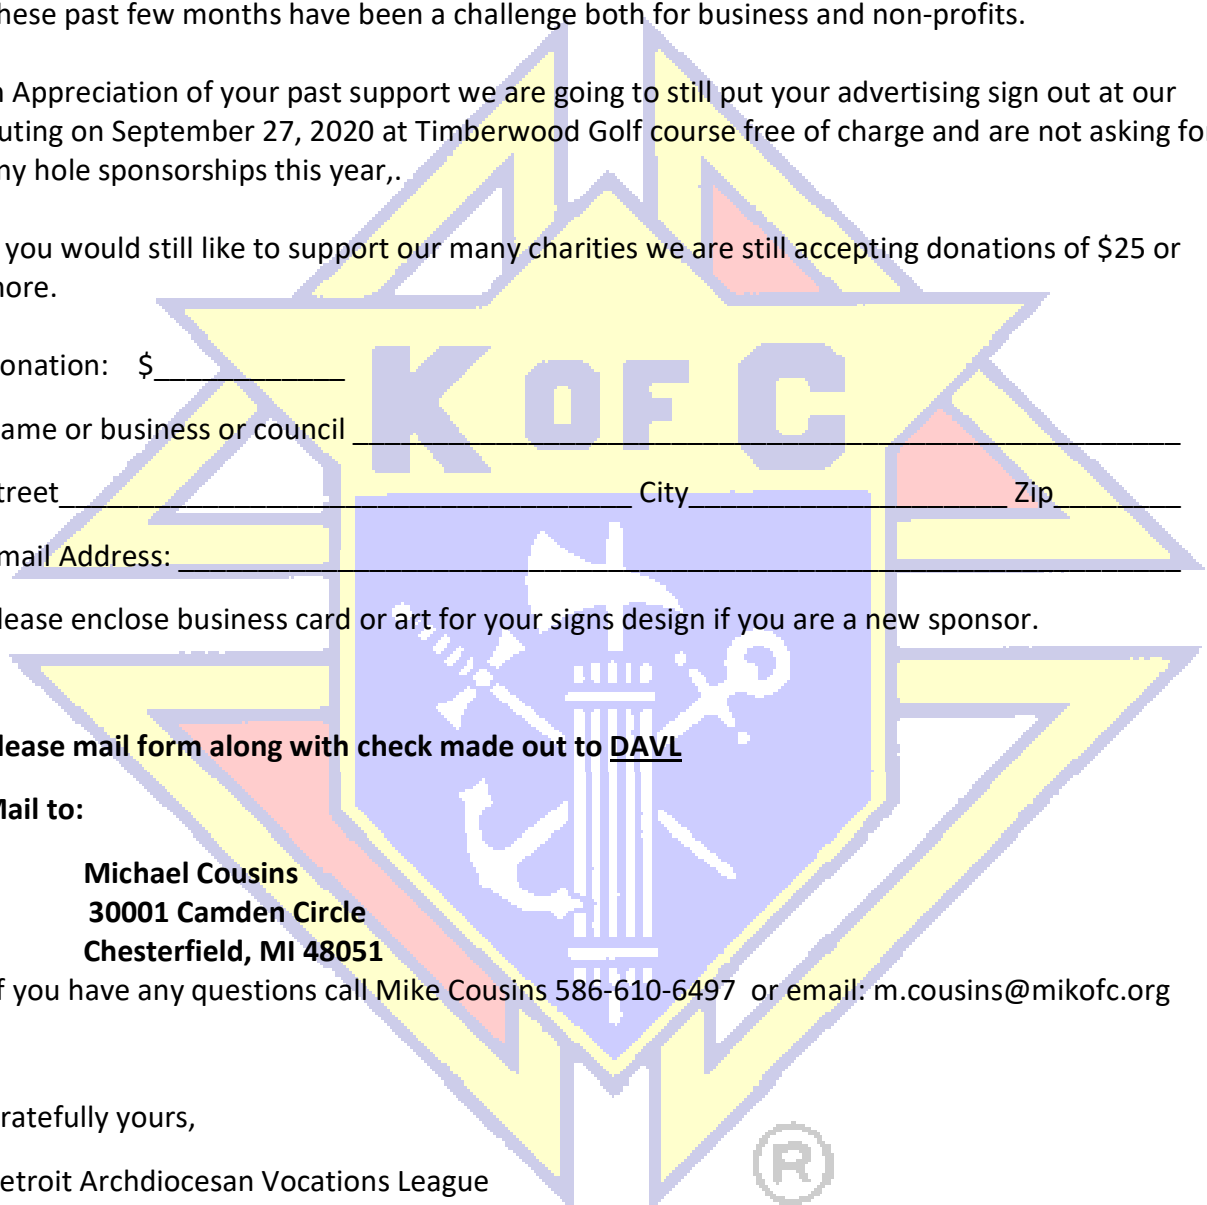 hese past few months have been a challenge both for business and non-profits.
n Appreciation of your past support we are going to still put your advertising sign out at our
uting on September 27, 2020 at Timberwood Golf course free of charge and are not asking for
ny hole sponsorships this year,.
you would still like to support our many charities we are still accepting donations of $25 or
ore.
onation: $____________
ame or business or council ____________________________________________________
treet____________________________________ City____________________ Zip________
mail Address: _______________________________________________________________
lease enclose business card or art for your signs design if you are a new sponsor.
lease mail form along with check made out to DAVL
Mail to:
Michael Cousins
30001 Camden Circle
Chesterfield, MI 48051
f you have any questions call Mike Cousins 586-610-6497 or email: m.cousins@mikofc.org
ratefully yours,
etroit Archdiocesan Vocations League
K OF C
®